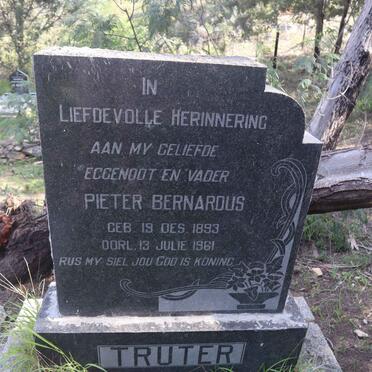 IN
LIEFDEVOLLE HERINNERING
AAN MY GELIEFDE
EGGENOOT EN VADER
PIETER BERNARDUS
GEB. 19 DES. 1893
OORL. 13 JULIE 1961
RUS MY SIEL JOU GOD IS KONING
TRUTER